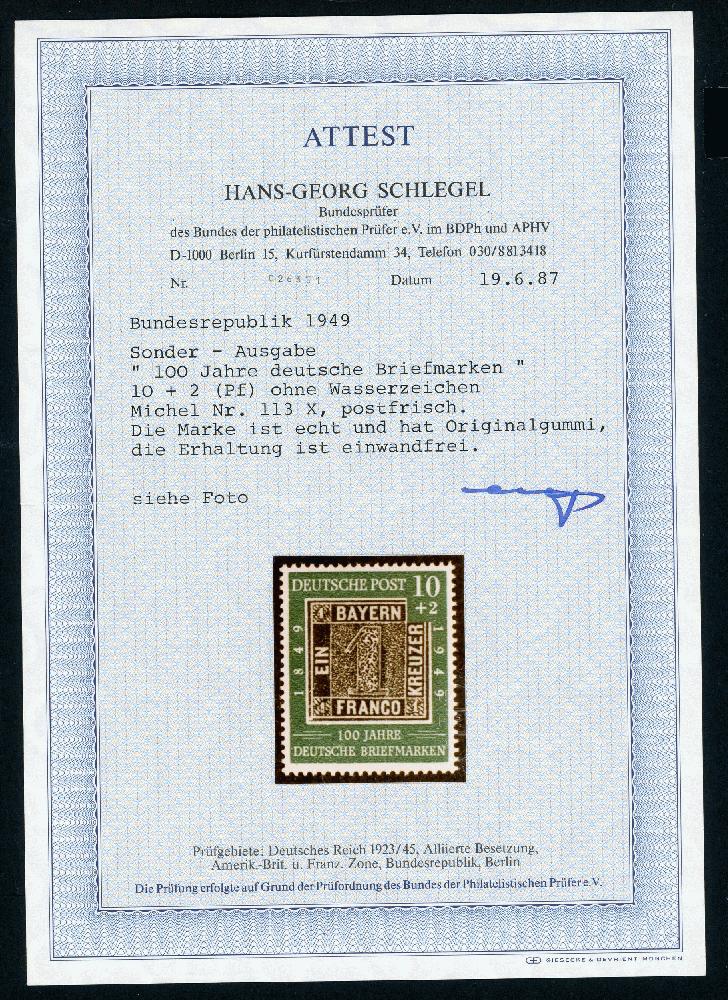 ATTEST
HANS-GEORG SCHLEGEL
Bundesprüfer
des Bundes der philatelistischen Prüfer e.V. im BDPh und APHV
D-1000 Berlin 15, Kurfürstendamm 34, Telefon 030/8813418
Nr. Datum 19.6.87
Bundesrepublik 1949
Sonder - Ausgabe
" 100 Jahre deutsche Briefmarken "
10 + 2 (Pf) ohne Wasserzeichen
Michel Nr. 113 X, postfrisch.
Die Marke ist echt und hat Originalgummi,
die Erhaltung ist einwandfrei.
siehe Foto
DEUTSCHE POST 10
+2
BAYERN
1849
EIN
1
KREUZER
1949
FRANCO
100 JAHRE
DEUTSCHE BRIEFMARKEN
Prüfgebiete: Deutsches Reich 1923/45, Alliierte Besetzung,
Amerik.-Brit. u. Franz. Zone, Bundesrepublik, Berlin
Die Prüfung erfolgte auf Grund der Prüfordnung des Bundes der Philatelistischen Prüfer e.V.
GIESECKE & DEVRIENT MÜNCHEN